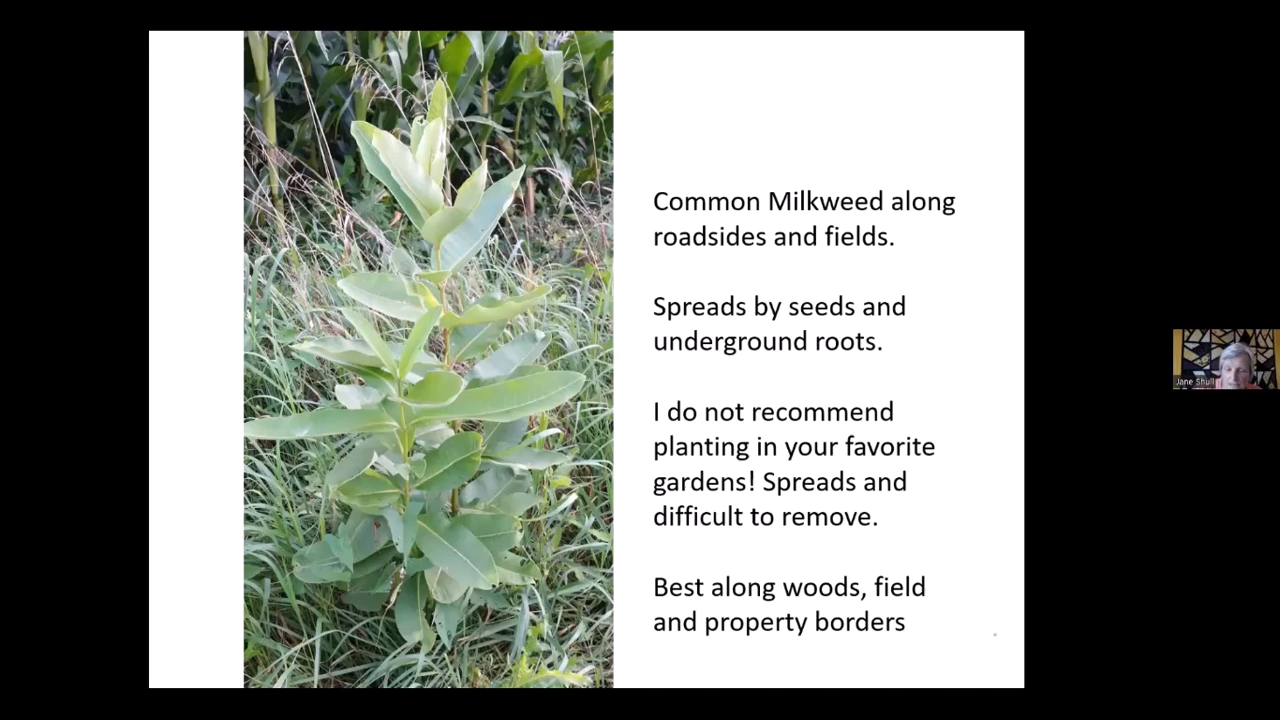 Common Milkweed along
roadsides and fields.
Spreads by seeds and
underground roots.
I do not recommend
planting in your favorite
gardens! Spreads and
difficult to remove.
Best along woods, field
and property borders
Jane Shull